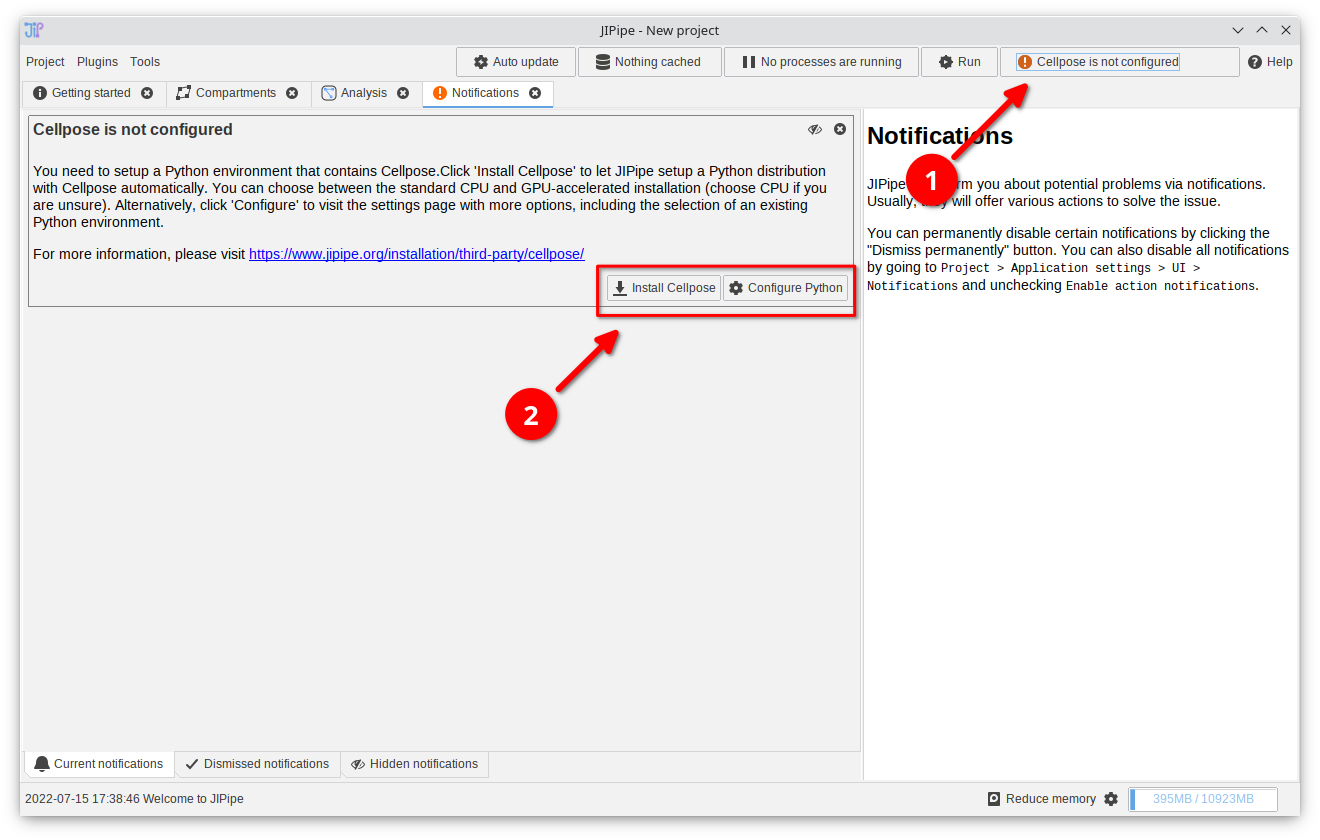 JIPipe - New project
Project Plugins Tools Auto update Nothing cached No processes are running Run Cellpose is not configured Help
Getting started Compartments Analysis Notifications
Cellpose is not configured
You need to setup a Python environment that contains Cellpose.Click 'Install Cellpose' to let JIPipe setup a Python distribution
with Cellpose automatically. You can choose between the standard CPU and GPU-accelerated installation (choose CPU if you
are unsure). Alternatively, click 'Configure' to visit the settings page with more options, including the selection of an existing
Python environment.
For more information, please visit https://www.jipipe.org/installation/third-party/cellpose/
Install Cellpose Configure Python
1
2
Notifications
JIPipe you about potential problems via notifications.
Usually, will offer various actions to solve the issue.
You can permanently disable certain notifications by clicking the
"Dismiss permanently" button. You can also disable all notifications
by going to Project > Application settings > UI >
Notifications and unchecking Enable action notifications.
Current notifications Dismissed notifications Hidden notifications
2022-07-15 17:38:46 Welcome to JIPipe Reduce memory 395MB / 10923MB